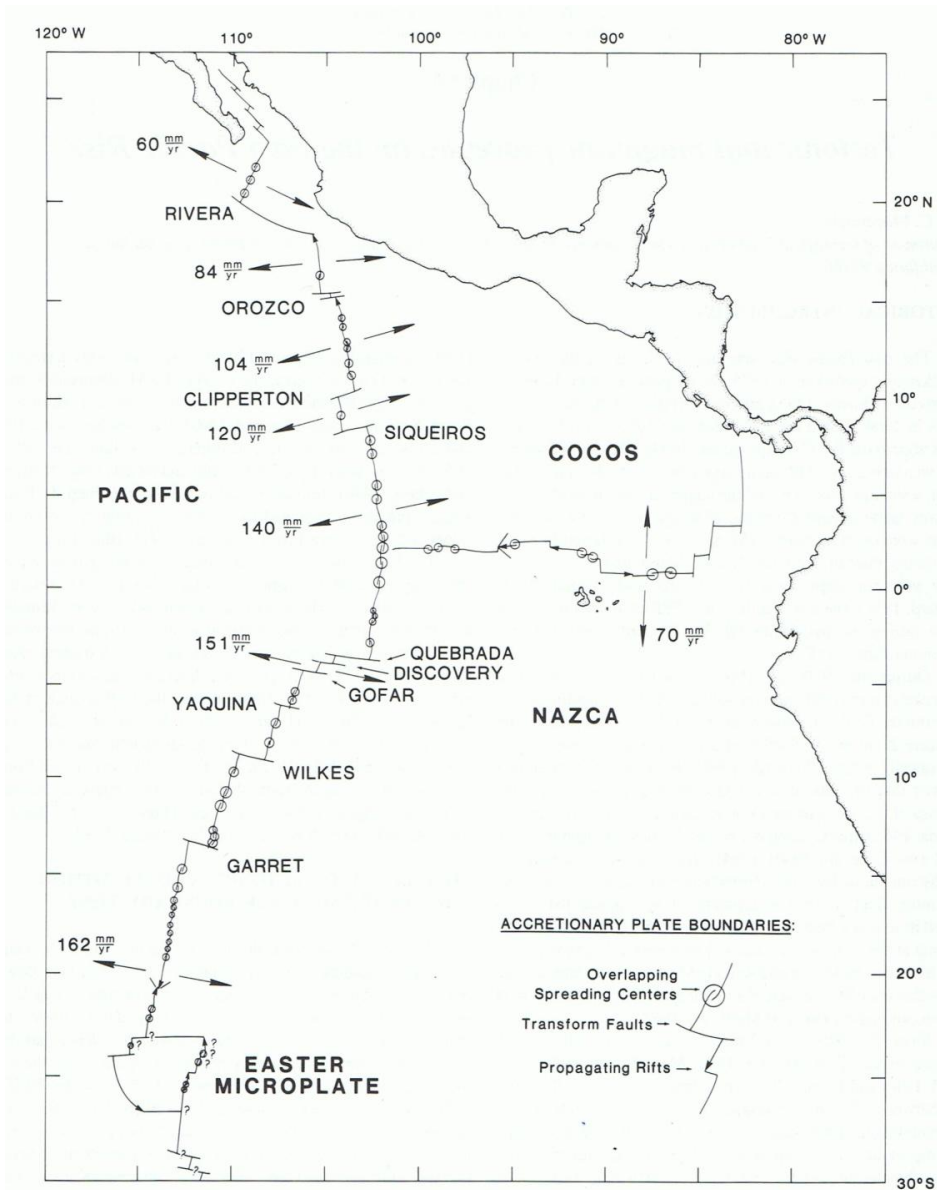 120° W
110°
100°
90°
80° W
60 mm/yr
20° N
RIVERA
84 mm/yr
OROZCO
104 mm/yr
CLIPPERTON
10°
120 mm/yr
SIQUEIROS
COCOS
PACIFIC
140 mm/yr
0°
70 mm/yr
151 mm/yr
QUEBRADA
DISCOVERY
GOFAR
YAQUINA
NAZCA
WILKES
10°
GARRET
ACCRETIONARY PLATE BOUNDARIES:
162 mm/yr
Overlapping
Spreading Centers
20°
Transform Faults
Propagating Rifts
? ? ?
?
?
EASTER
MICROPLATE
?
?
?
?
30° S